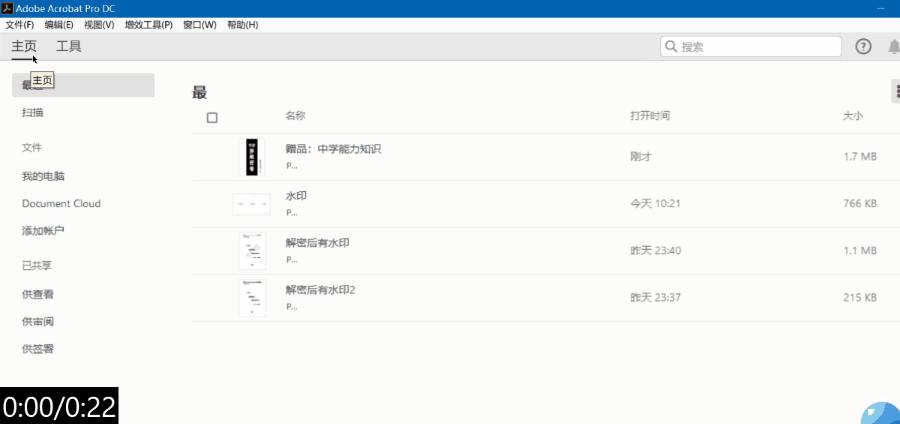 Adobe Acrobat Pro DC
文件(F) 编辑(E) 视图(V) 增效工具(P) 窗口(W) 帮助(H)
主页 工具 搜索
主页
扫描
文件
我的电脑
Document Cloud
添加帐户
已共享
供查看
供审阅
供签署
最
名称 打开时间 大小
赠品：中学能力知识 刚才 1.7 MB
P...
水印 今天 10:21 766 KB
P...
解密后有水印 昨天 23:40 1.1 MB
P...
解密后有水印2 昨天 23:37 215 KB
P...
0:00/0:22